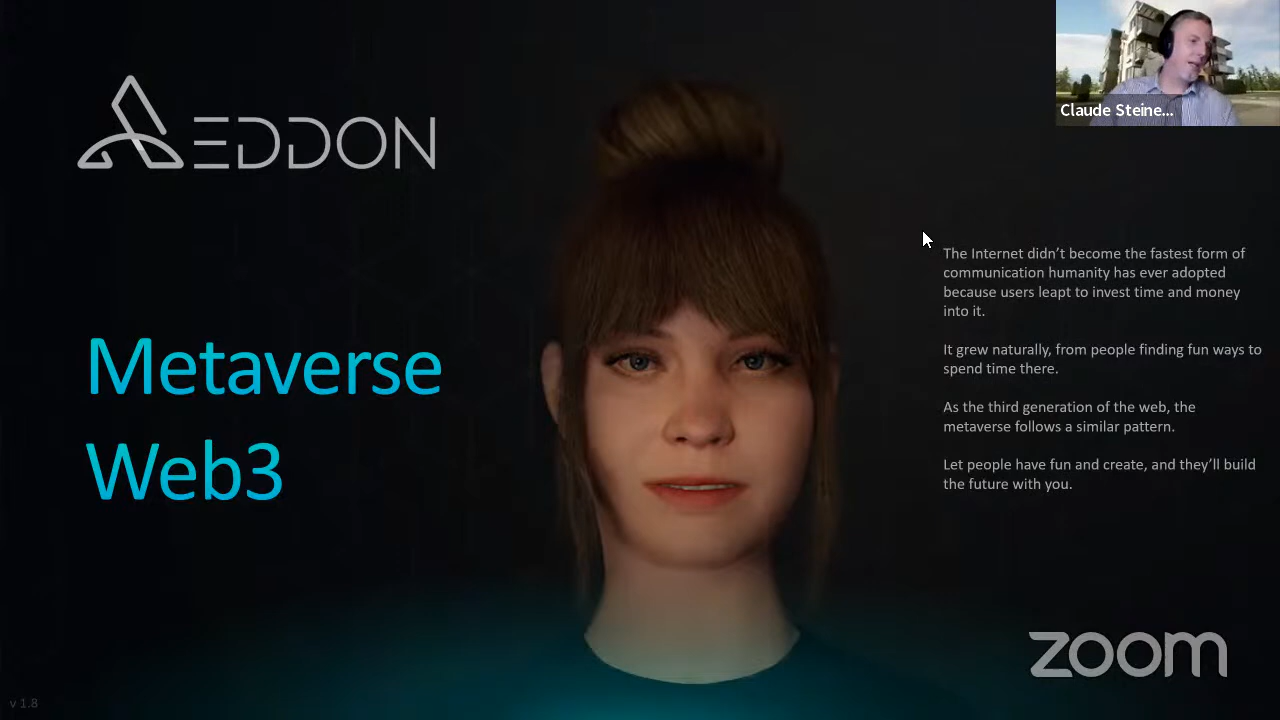 AEDDON
Claude Steine...
Metaverse
Web3
The Internet didn't become the fastest form of
communication humanity has ever adopted
because users leapt to invest time and money
into it.
It grew naturally, from people finding fun ways to
spend time there.
As the third generation of the web, the
metaverse follows a similar pattern.
Let people have fun and create, and they'll build
the future with you.
zoom
v 1.8